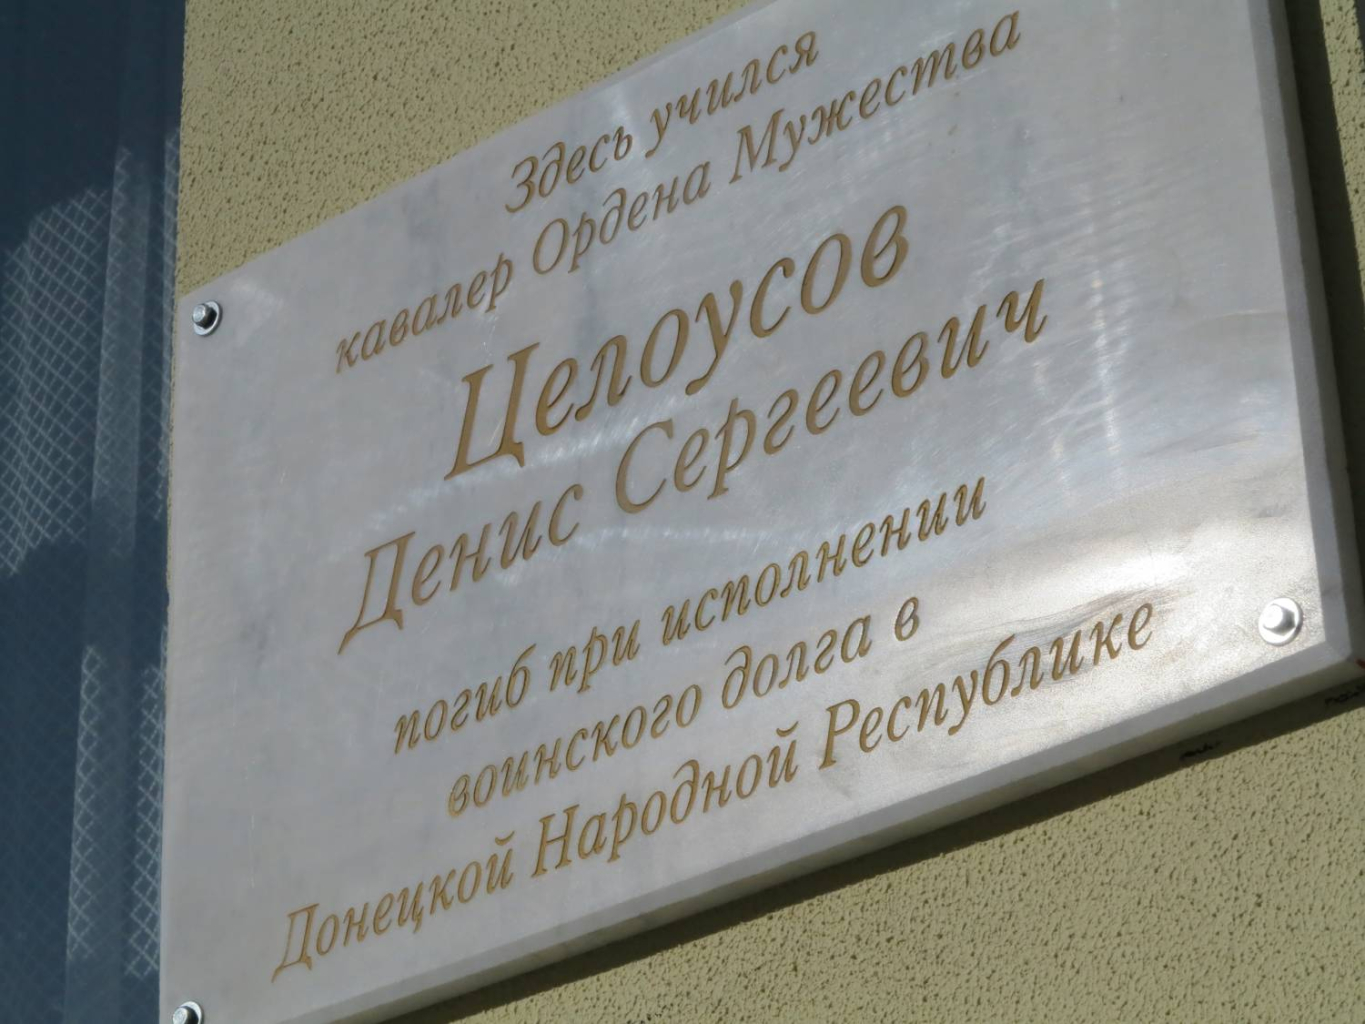 Здесь учился
кавалер Ордена Мужества
Целоусов
Денис Сергеевич
погиб при исполнении
воинского долга в
Донецкой Народной Республике